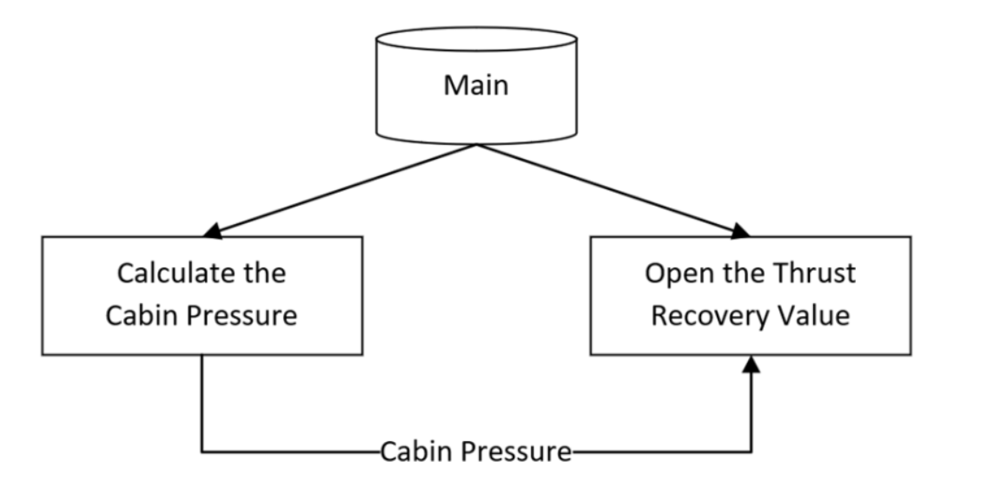 Main
Calculate the
Cabin Pressure
Open the Thrust
Recovery Value
Cabin Pressure